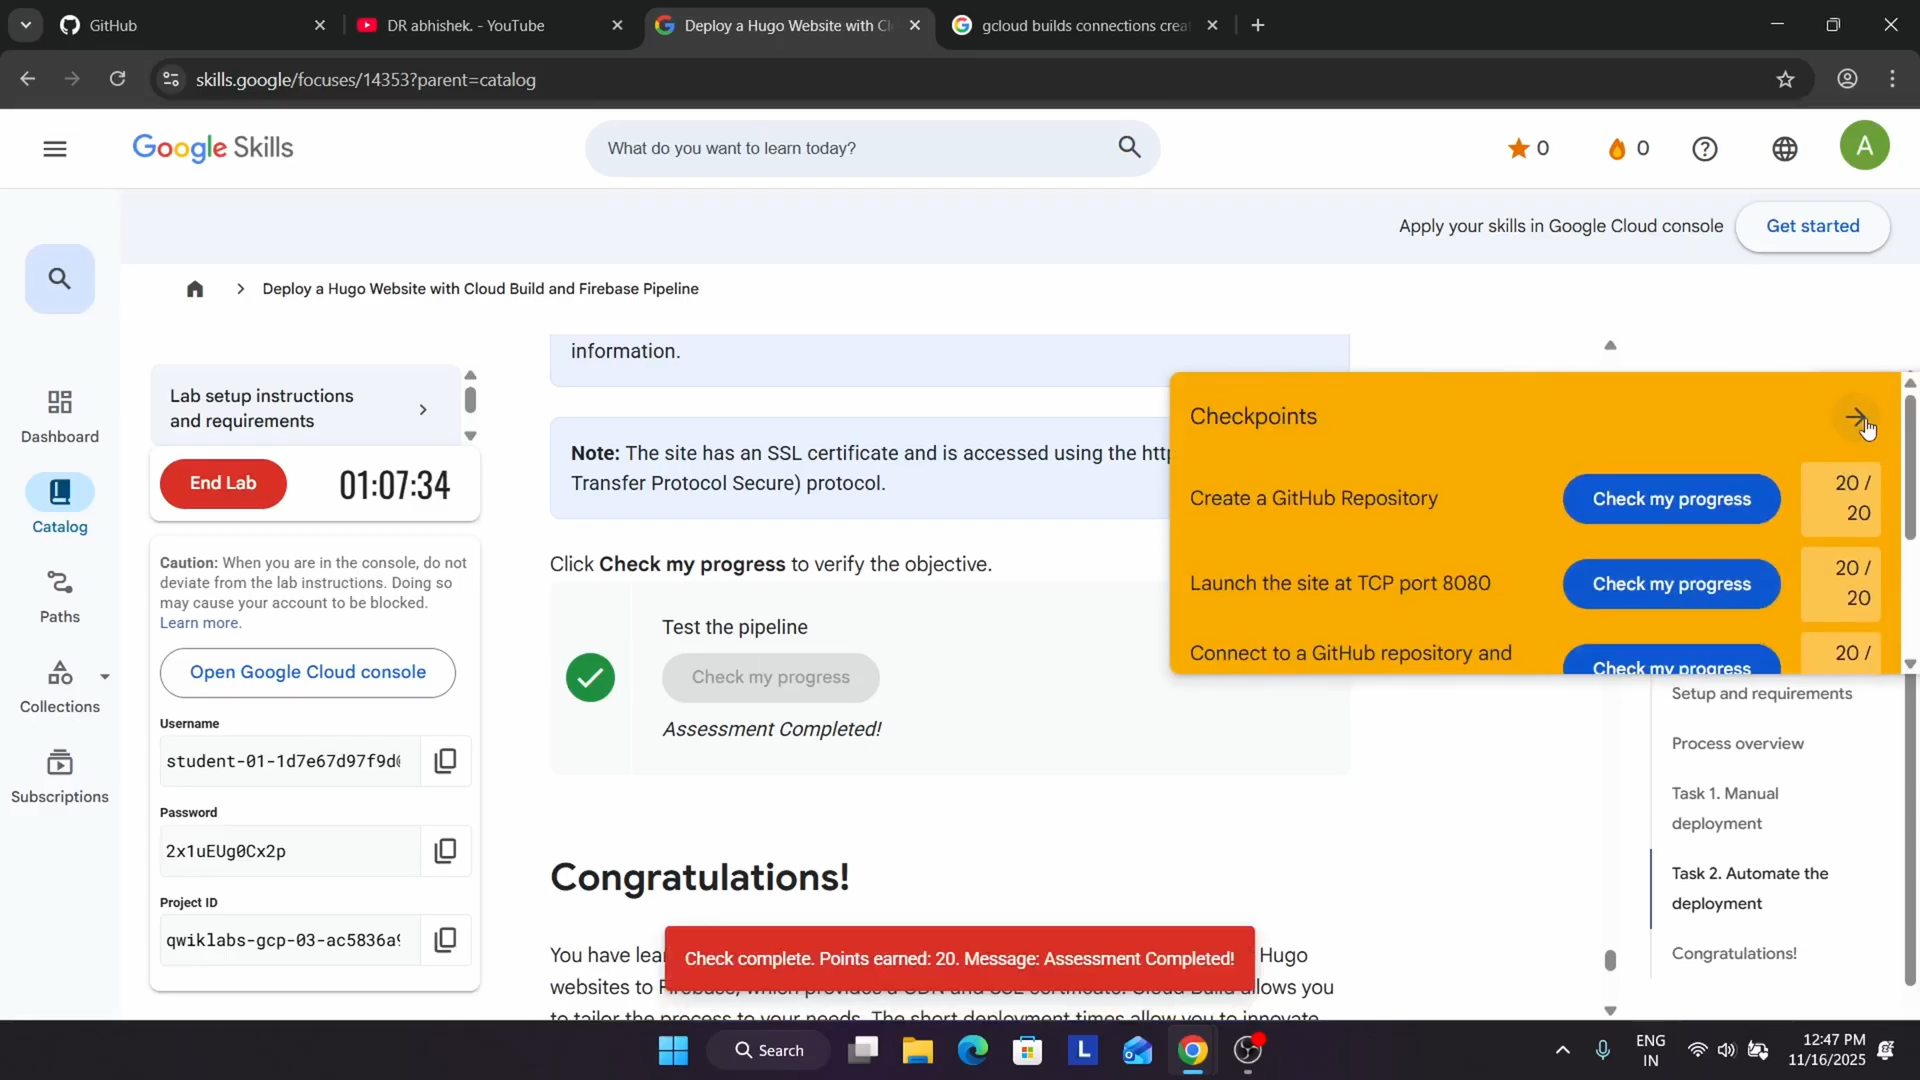 GitHub
DR abhishek. - YouTube
Deploy a Hugo Website with Cl
gcloud builds connections crea
skills.google/focuses/14353?parent=catalog
Google Skills
What do you want to learn today?
0
0
A
Apply your skills in Google Cloud console
Get started
Deploy a Hugo Website with Cloud Build and Firebase Pipeline
Dashboard
Catalog
Paths
Collections
Subscriptions
Lab setup instructions
and requirements
End Lab
01:07:34
Caution: When you are in the console, do not
deviate from the lab instructions. Doing so
may cause your account to be blocked.
Learn more.
Open Google Cloud console
Username
student-01-1d7e67d97f9d
Password
2x1uEUg0Cx2p
Project ID
qwiklabs-gcp-03-ac5836a
information.
Note: The site has an SSL certificate and is accessed using the http
Transfer Protocol Secure) protocol.
Click Check my progress to verify the objective.
Test the pipeline
Check my progress
Assessment Completed!
Congratulations!
You have lea
Hugo
websites to
allows you
to tailor the process to your needs. The short deployment times allow you to innovate
Check complete. Points earned: 20. Message: Assessment Completed!
Checkpoints
Create a GitHub Repository
Check my progress
20 /
20
Launch the site at TCP port 8080
Check my progress
20 /
20
Connect to a GitHub repository and
Check my progress
20 /
Setup and requirements
Process overview
Task 1. Manual
deployment
Task 2. Automate the
deployment
Congratulations!
Search
L
ENG
IN
12:47 PM
11/16/2025